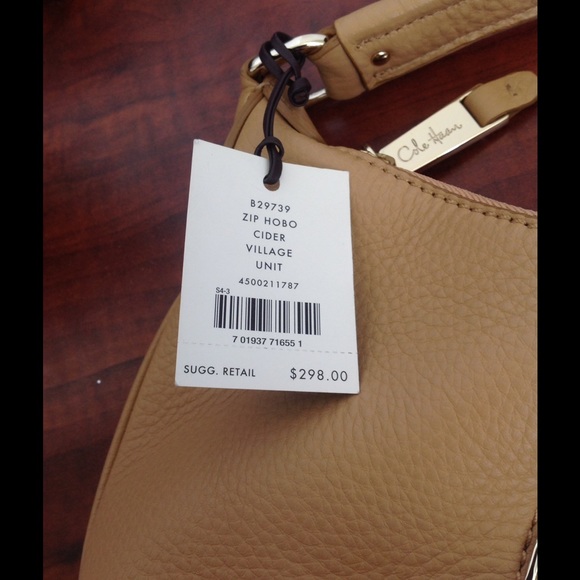 Cole Haan
B29739
ZIP HOBO
CIDER
VILLAGE
UNIT
4500211787
S4-3
7 01937 71655 1
SUGG. RETAIL $298.00